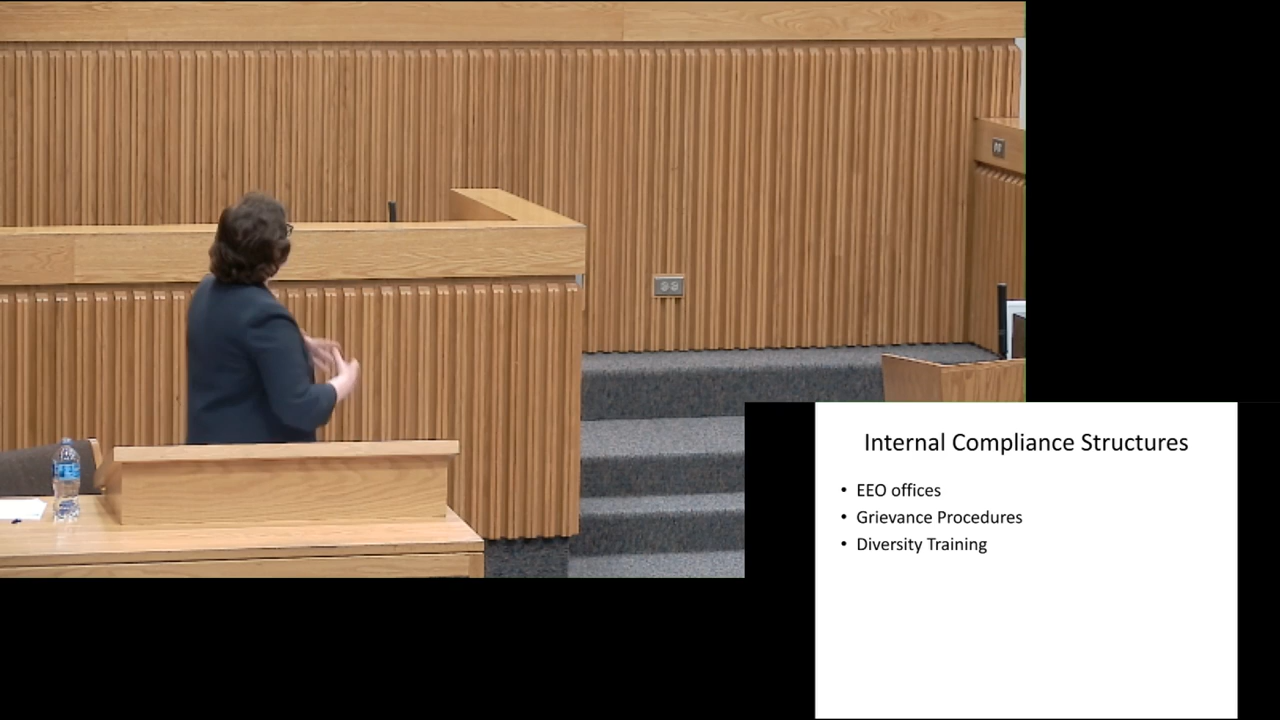 Internal Compliance Structures
• EEO offices
• Grievance Procedures
• Diversity Training